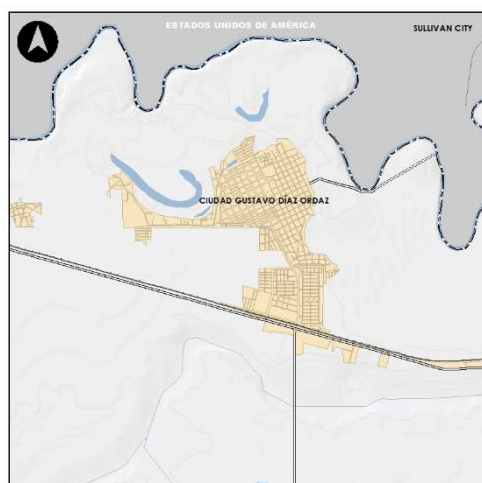 ESTADOS UNIDOS DE AMÉRICA
SULLIVAN CITY
CIUDAD GUSTAVO DÍAZ ORDAZ